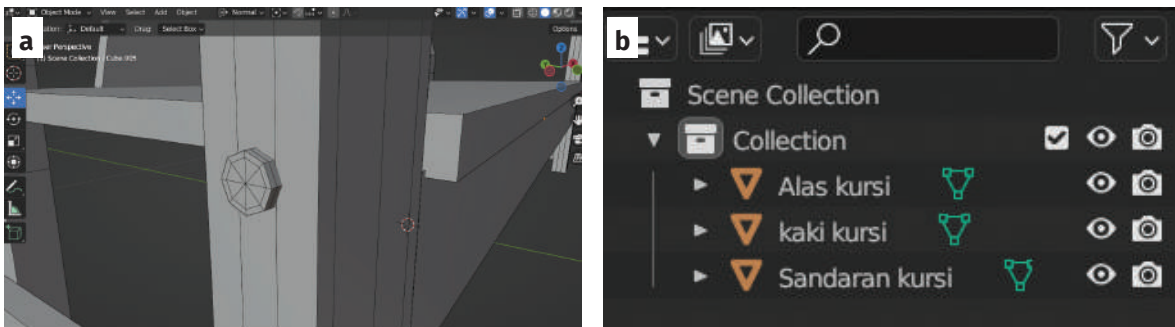 a
Object Mode View Select Add Object Normal
Default Drag: Select Box Options
Perspective
Scene Collection Cube.005
b
Scene Collection
Collection
Alas kursi
kaki kursi
Sandaran kursi